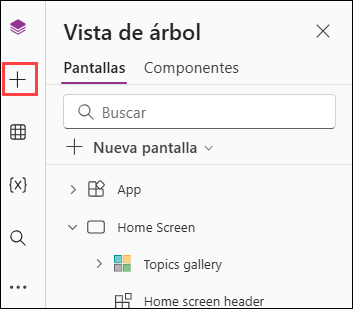 Vista de árbol
Pantallas Componentes
Buscar
Nueva pantalla
App
{x} Home Screen
Topics gallery
Home screen header